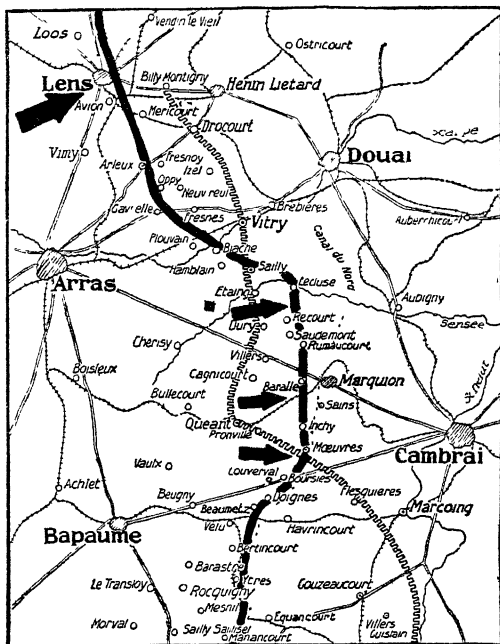 Vendin le Vieil
Loos
Ostricourt
Billy-Montigny
Lens
Henin Lietard
Avion
Mericourt
Drocourt
Vimy
Fresnoy
Douai
Arleux
Izel
Oppy
Neuvreuil
Gavrelle
Fresnes
Brebieres
Vitry
Auberchicourt
Plouvain
Biache
Canal du Nord
Arras
Hamblain
Sailly
Etaing
Lecluse
Aubigny
Recourt
Sensee
Dury
Saudemont
Cherisy
Rumaucourt
Villers
Boisleux
Cagnicourt
Baralle
Marquion
Bullecourt
Sains
Queant
Pronville
Inchy
Cambrai
Mœuvres
Vaulx
Louverval
Boursies
Achiet
Beugny
Doignes
Flesquieres
Beaumetz
Marcoing
Bapaume
Velu
Havrincourt
Bertincourt
Barastre
Le Transloy
Ytres
Rocquigny
Gouzeaucourt
Mesnil
Equancourt
Villers
Guislain
Morval
Sailly Saillisel
Manancourt